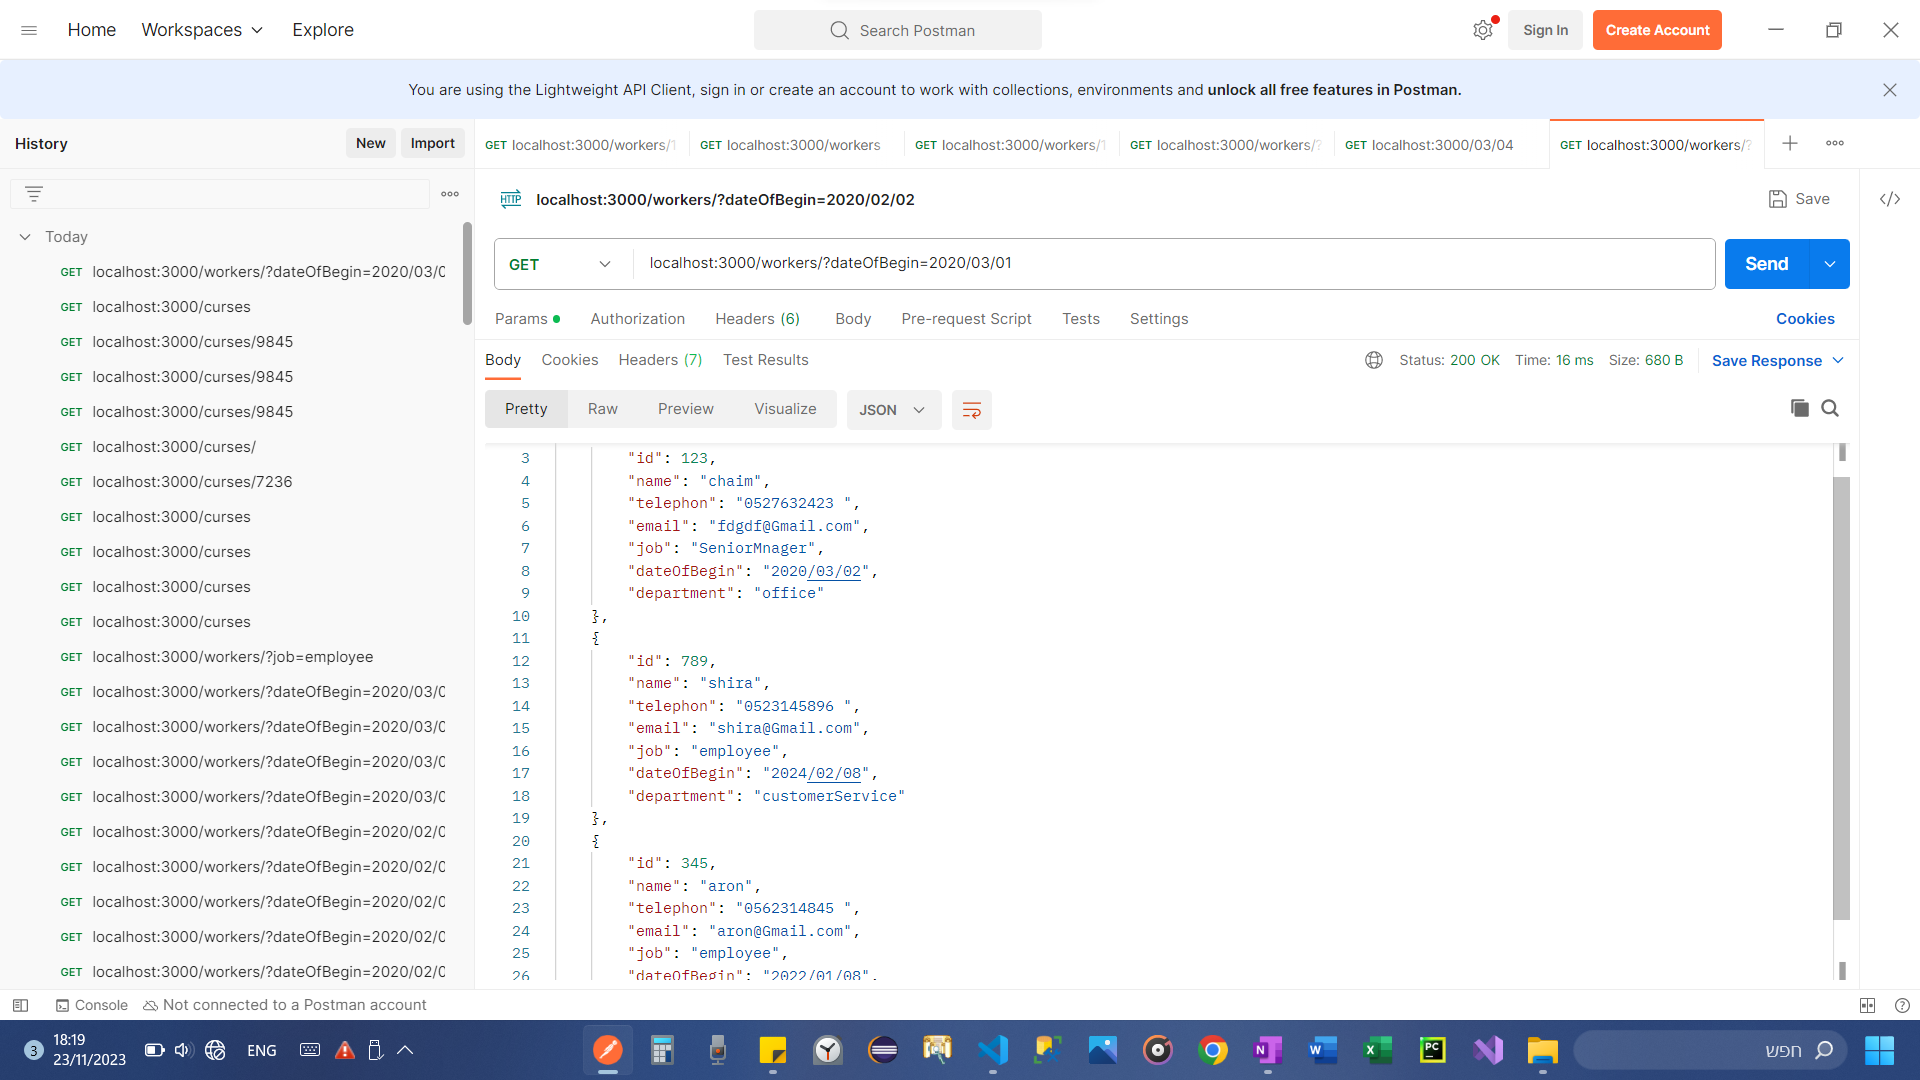 Home Workspaces Explore Search Postman Sign In Create Account
You are using the Lightweight API Client, sign in or create an account to work with collections, environments and unlock all free features in Postman.
History New Import
GET localhost:3000/workers/1 GET localhost:3000/workers GET localhost:3000/workers/1 GET localhost:3000/workers/? GET localhost:3000/03/04 GET localhost:3000/workers/?
HTTP localhost:3000/workers/?dateOfBegin=2020/02/02 Save
Today
GET localhost:3000/workers/?dateOfBegin=2020/03/0
GET localhost:3000/curses
GET localhost:3000/curses/9845
GET localhost:3000/curses/9845
GET localhost:3000/curses/9845
GET localhost:3000/curses/
GET localhost:3000/curses/7236
GET localhost:3000/curses
GET localhost:3000/curses
GET localhost:3000/curses
GET localhost:3000/curses
GET localhost:3000/workers/?job=employee
GET localhost:3000/workers/?dateOfBegin=2020/03/0
GET localhost:3000/workers/?dateOfBegin=2020/03/0
GET localhost:3000/workers/?dateOfBegin=2020/03/0
GET localhost:3000/workers/?dateOfBegin=2020/03/0
GET localhost:3000/workers/?dateOfBegin=2020/02/0
GET localhost:3000/workers/?dateOfBegin=2020/02/0
GET localhost:3000/workers/?dateOfBegin=2020/02/0
GET localhost:3000/workers/?dateOfBegin=2020/02/0
GET localhost:3000/workers/?dateOfBegin=2020/02/0
GET localhost:3000/workers/?dateOfBegin=2020/03/01 Send
Params Authorization Headers (6) Body Pre-request Script Tests Settings Cookies
Body Cookies Headers (7) Test Results Status: 200 OK Time: 16 ms Size: 680 B Save Response
Pretty Raw Preview Visualize JSON
3 "id": 123,
4 "name": "chaim",
5 "telephon": "0527632423 ",
6 "email": "fdgdf@Gmail.com",
7 "job": "SeniorMnager",
8 "dateOfBegin": "2020/03/02",
9 "department": "office"
10 },
11 {
12 "id": 789,
13 "name": "shira",
14 "telephon": "0523145896 ",
15 "email": "shira@Gmail.com",
16 "job": "employee",
17 "dateOfBegin": "2024/02/08",
18 "department": "customerService"
19 },
20 {
21 "id": 345,
22 "name": "aron",
23 "telephon": "0562314845 ",
24 "email": "aron@Gmail.com",
25 "job": "employee",
26 "dateOfBegin": "2022/01/08",
Console Not connected to a Postman account
3 18:19
23/11/2023
ENG
PC
חפש